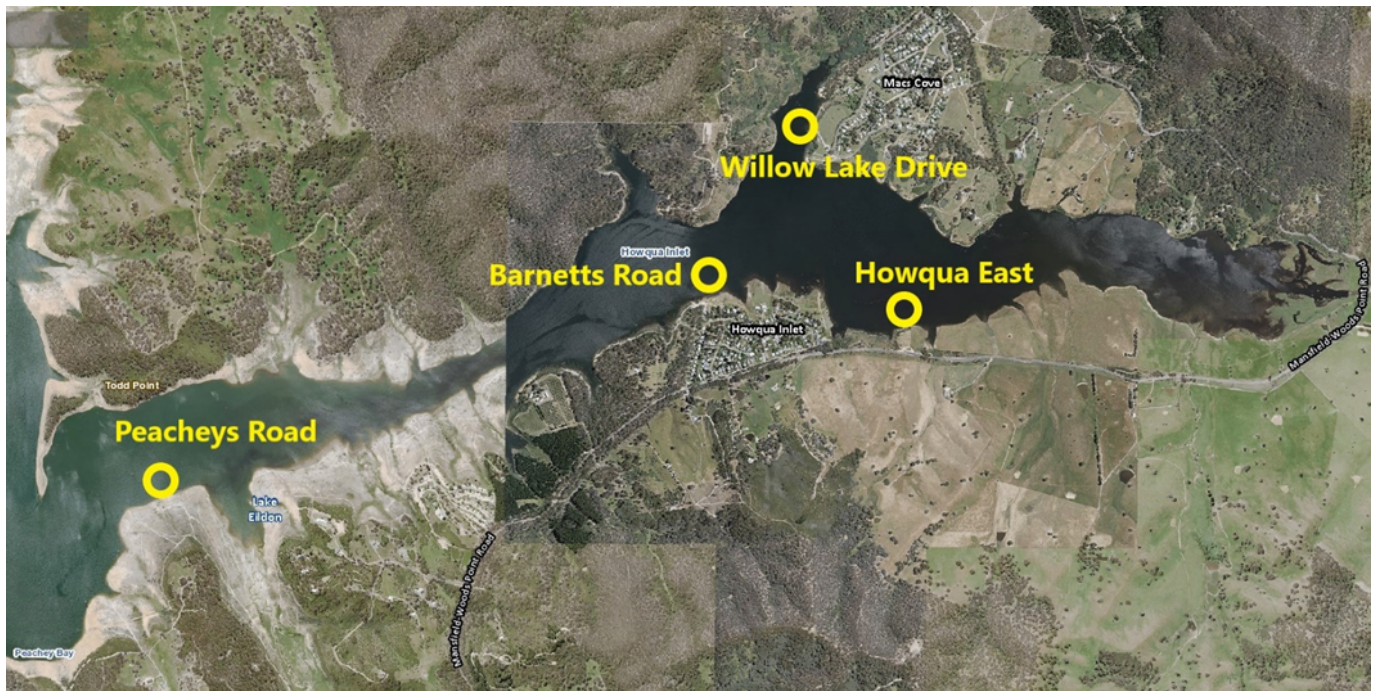 Macs Cove
Willow Lake Drive
Howqua Inlet
Barnetts Road
Howqua East
Howqua Inlet
Mansfield-Woods Point Road
Todd Point
Peacheys Road
Lake
Eildon
Mansfield-Woods Point Road
Peachey Bay